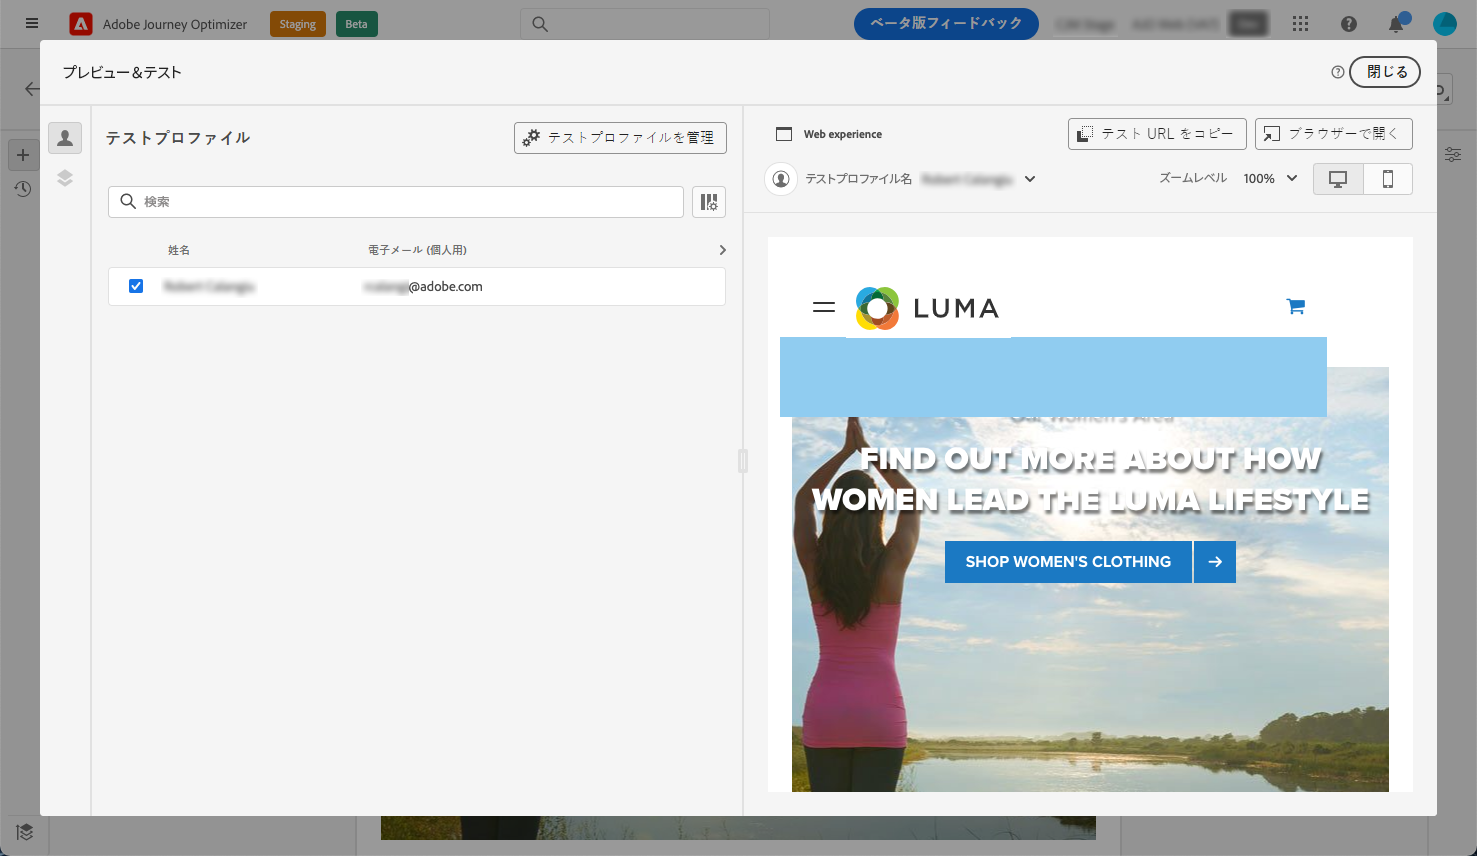 Adobe Journey Optimizer
Staging
Beta
ベータ版フィードバック
プレビュー＆テスト
閉じる
テストプロファイル
テストプロファイルを管理
検索
姓名
電子メール (個人用)
@adobe.com
Web experience
テスト URL をコピー
ブラウザーで開く
テストプロファイル名
ズームレベル
100%
LUMA
Our Women's Area
FIND OUT MORE ABOUT HOW
WOMEN LEAD THE LUMA LIFESTYLE
SHOP WOMEN'S CLOTHING